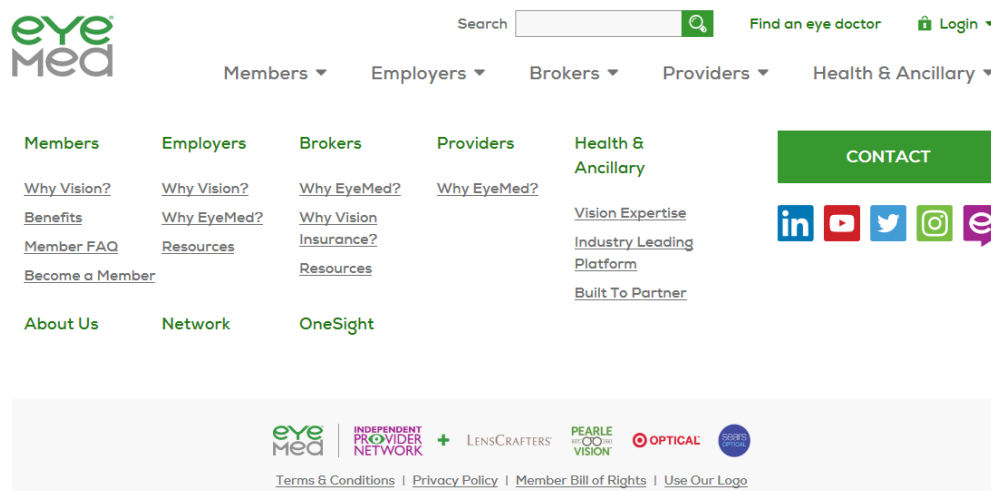 eye
Med
Search
Find an eye doctor
Login
Members
Employers
Brokers
Providers
Health & Ancillary
Members
Why Vision?
Benefits
Member FAQ
Become a Member
Employers
Why Vision?
Why EyeMed?
Resources
Brokers
Why EyeMed?
Why Vision
Insurance?
Resources
Providers
Why EyeMed?
Health &
Ancillary
Vision Expertise
Industry Leading
Platform
Built To Partner
CONTACT
in
e
About Us
Network
OneSight
eye
Med
INDEPENDENT
PROVIDER
NETWORK
+
LENSCRAFTERS
PEARLE
VISION
OPTICAL
sears
OPTICAL
Terms & Conditions | Privacy Policy | Member Bill of Rights | Use Our Logo